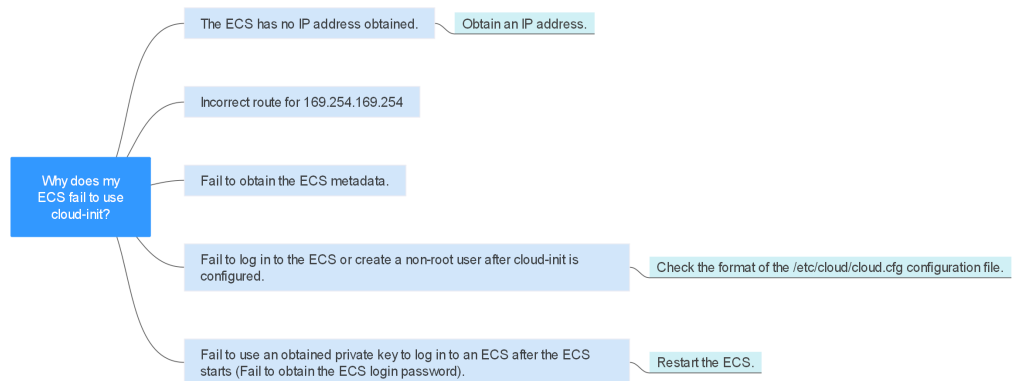 The ECS has no IP address obtained.
Obtain an IP address.
Incorrect route for 169.254.169.254
Why does my
ECS fail to use
cloud-init?
Fail to obtain the ECS metadata.
Fail to log in to the ECS or create a non-root user after cloud-init is
configured.
Check the format of the /etc/cloud/cloud.cfg configuration file.
Fail to use an obtained private key to log in to an ECS after the ECS
starts (Fail to obtain the ECS login password).
Restart the ECS.